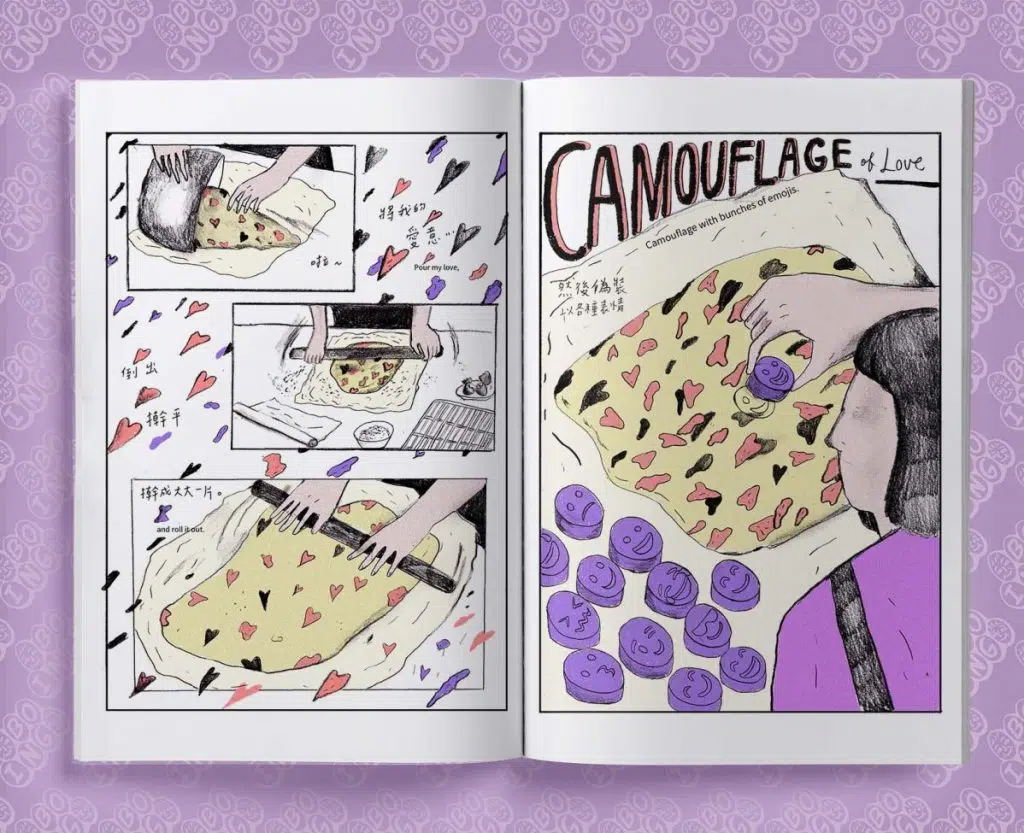 將我的
愛意
Pour my love,
倒出
擀平
擀成大大一片。
and roll it out.
CAMOUFLAGE of Love
Camouflage with bunches of emojis.
然後偽裝
以各種表情